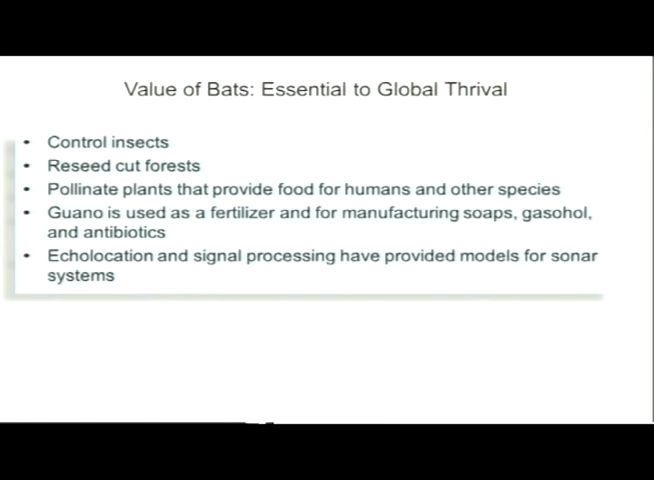 Value of Bats: Essential to Global Thrival
• Control insects
• Reseed cut forests
• Pollinate plants that provide food for humans and other species
• Guano is used as a fertilizer and for manufacturing soaps, gasohol,
and antibiotics
• Echolocation and signal processing have provided models for sonar
systems